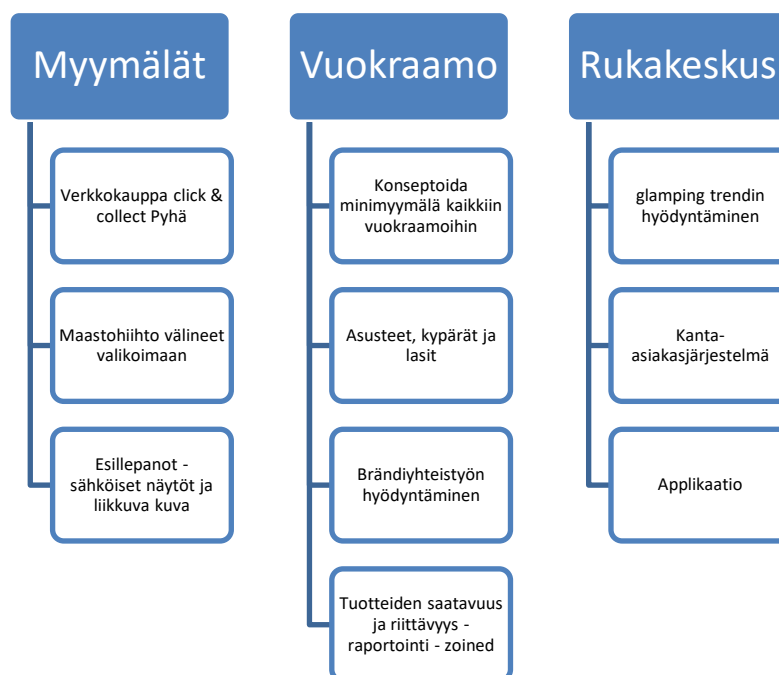 Myymälät
Verkkokauppa click &
collect Pyhä
Maastohiihto välineet
valikoimaan
Esillepanot -
sähköiset näytöt ja
liikkuva kuva
Vuokraamo
Konseptoida
minimyymälä kaikkiin
vuokraamoihin
Asusteet, kypärät ja
lasit
Brändiyhteistyön
hyödyntäminen
Tuotteiden saatavuus
ja riittävyys -
raportointi - zoined
Rukakeskus
glamping trendin
hyödyntäminen
Kanta-
asiakasjärjestelmä
Applikaatio